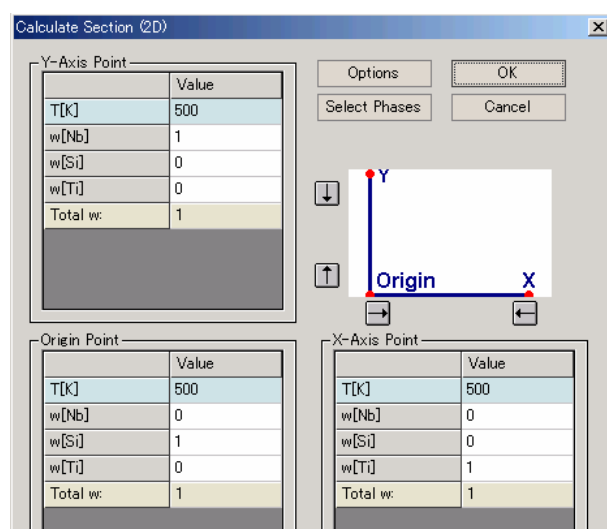 Calculate Section (2D)
Y-Axis Point
Value
T[K] 500
w[Nb] 1
w[Si] 0
w[Ti] 0
Total w: 1
Options OK
Select Phases Cancel
Y
Origin X
Origin Point
Value
T[K] 500
w[Nb] 0
w[Si] 1
w[Ti] 0
Total w: 1
X-Axis Point
Value
T[K] 500
w[Nb] 0
w[Si] 0
w[Ti] 1
Total w: 1